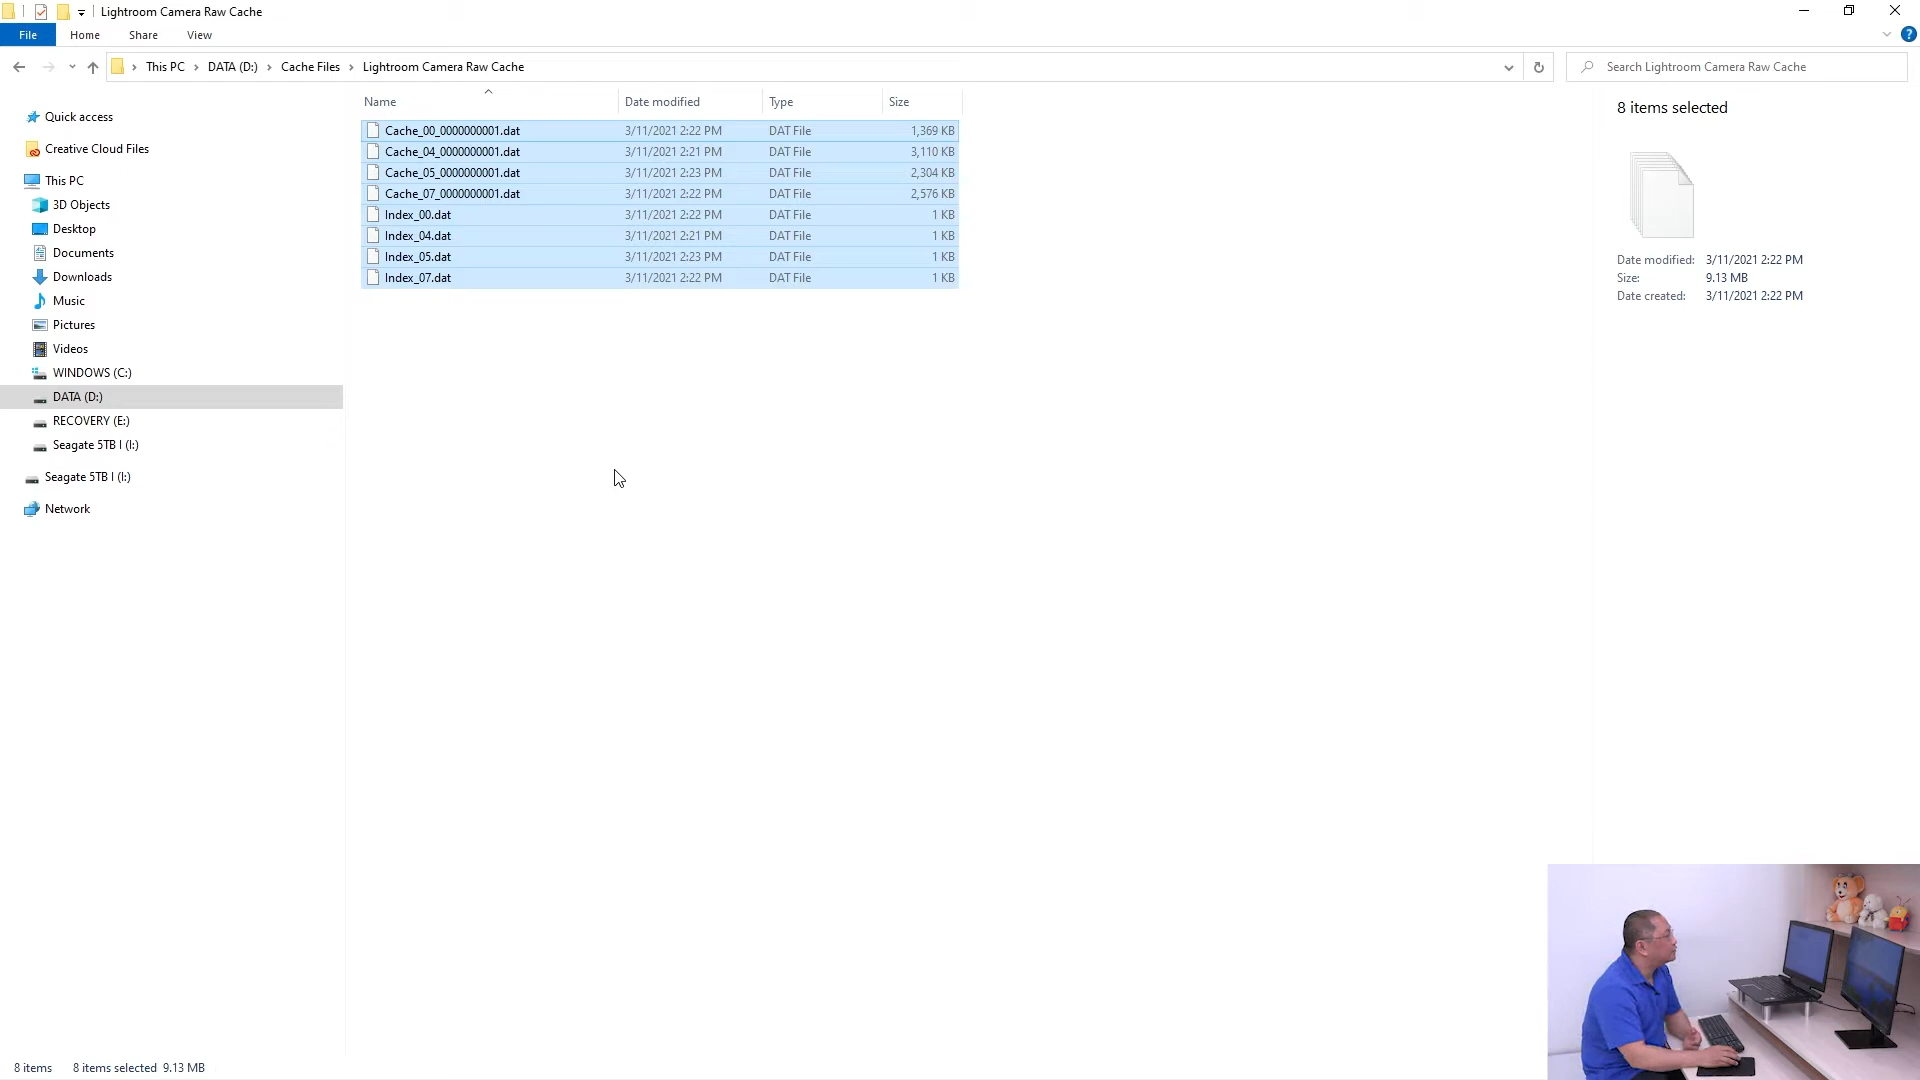 Lightroom Camera Raw Cache
File Home Share View
This PC DATA (D:) Cache Files Lightroom Camera Raw Cache
Search Lightroom Camera Raw Cache
Quick access
Creative Cloud Files
This PC
3D Objects
Desktop
Documents
Downloads
Music
Pictures
Videos
WINDOWS (C:)
DATA (D:)
RECOVERY (E:)
Seagate 5TB I (I:)
Seagate 5TB I (I:)
Network
Name Date modified Type Size
Cache_00_0000000001.dat 3/11/2021 2:22 PM DAT File 1,369 KB
Cache_04_0000000001.dat 3/11/2021 2:21 PM DAT File 3,110 KB
Cache_05_0000000001.dat 3/11/2021 2:23 PM DAT File 2,304 KB
Cache_07_0000000001.dat 3/11/2021 2:22 PM DAT File 2,576 KB
Index_00.dat 3/11/2021 2:22 PM DAT File 1 KB
Index_04.dat 3/11/2021 2:21 PM DAT File 1 KB
Index_05.dat 3/11/2021 2:23 PM DAT File 1 KB
Index_07.dat 3/11/2021 2:22 PM DAT File 1 KB
8 items selected
Date modified: 3/11/2021 2:22 PM
Size: 9.13 MB
Date created: 3/11/2021 2:22 PM
8 items 8 items selected 9.13 MB